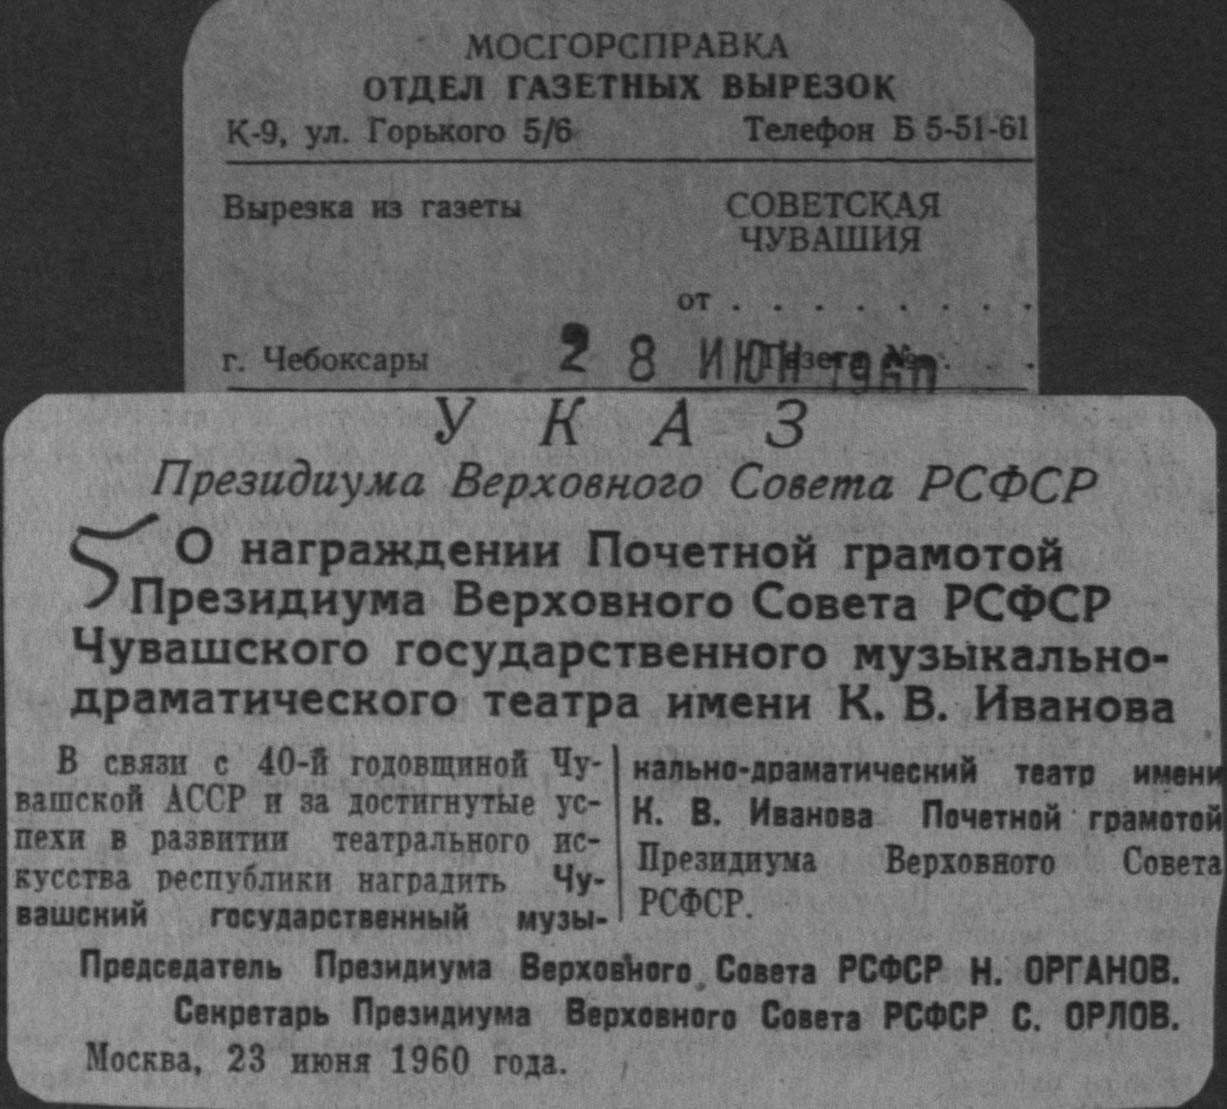 МОСГОРСПРАВКА
ОТДЕЛ ГАЗЕТНЫХ ВЫРЕЗОК
К-9, ул. Горького 5/6 Телефон Б 5-51-61
Вырезка из газеты СОВЕТСКАЯ
ЧУВАШИЯ
от . . . . . . . .
г. Чебоксары Газета № . . .
28 ИЮН 1960
УКАЗ
Президиума Верховного Совета РСФСР
О награждении Почетной грамотой
Президиума Верховного Совета РСФСР
Чувашского государственного музыкально-
драматического театра имени К. В. Иванова
В связи с 40-й годовщиной Чу-
вашской АССР и за достигнутые ус-
пехи в развитии театрального ис-
кусства республики наградить Чу-
вашский государственный музы-
кально-драматический театр имени
К. В. Иванова Почетной грамотой
Президиума Верховного Совета
РСФСР.
Председатель Президиума Верховного Совета РСФСР Н. ОРГАНОВ.
Секретарь Президиума Верховного Совета РСФСР С. ОРЛОВ.
Москва, 23 июня 1960 года.